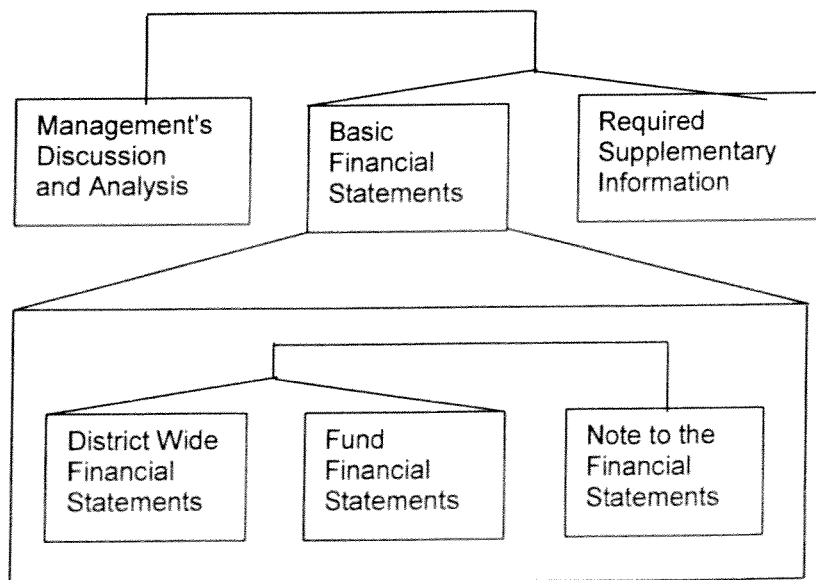 Management's
Discussion
and Analysis
Basic
Financial
Statements
Required
Supplementary
Information
District Wide
Financial
Statements
Fund
Financial
Statements
Note to the
Financial
Statements